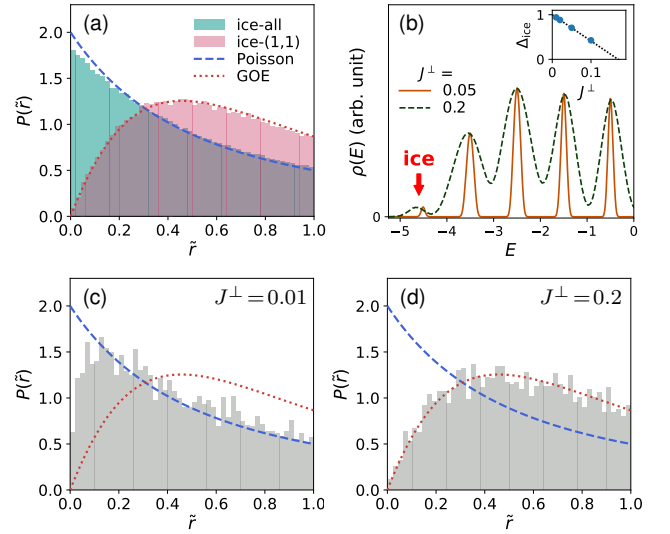 (a)
ice-all
ice-(1,1)
Poisson
GOE
P(r̃)
2.0
1.5
1.0
0.5
0.0
0.0 0.2 0.4 0.6 0.8 1.0
r̃
(b)
J⊥ =
0.05
0.2
ice
ρ(E) (arb. unit)
0
−5 −4 −3 −2 −1 0
E
Δice
1
0
0.0 0.1
J⊥
(c)
J⊥ = 0.01
P(r̃)
2.0
1.5
1.0
0.5
0.0
0.0 0.2 0.4 0.6 0.8 1.0
r̃
(d)
J⊥ = 0.2
P(r̃)
2.0
1.5
1.0
0.5
0.0
0.0 0.2 0.4 0.6 0.8 1.0
r̃